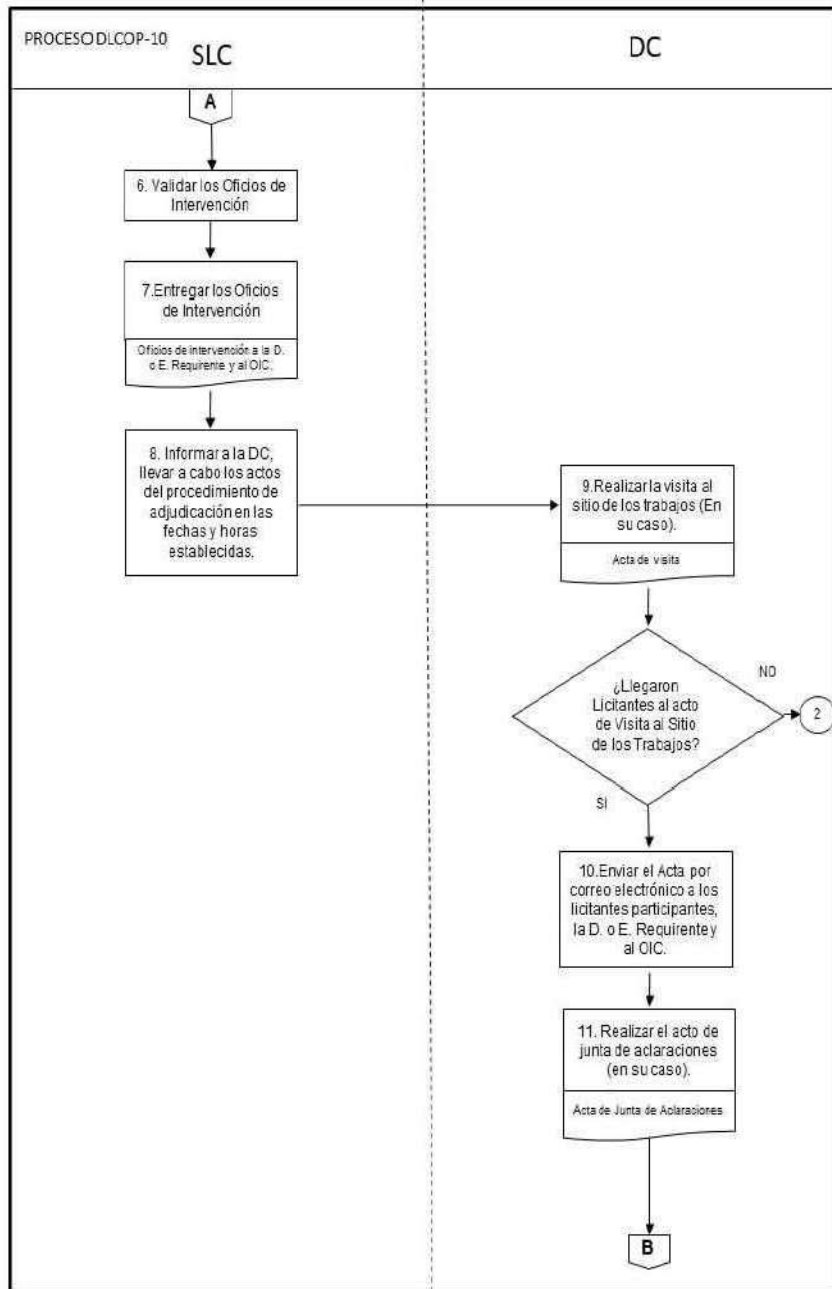 PROCESO DLCOP-10
SLC
DC
A
6. Validar los Oficios de
Intervención
7.Entregar los Oficios
de Intervención
Oficios de intervención a la D.
o E. Requirente y al OIC.
8. Informar a la DC,
llevar a cabo los actos
del procedimiento de
adjudicación en las
fechas y horas
establecidas.
9.Realizar la visita al
sitio de los trabajos (En
su caso).
Acta de visita
¿Llegaron
Licitantes al acto
de Visita al Sitio
de los Trabajos?
NO
2
SI
10.Enviar el Acta por
correo electrónico a los
licitantes participantes,
la D. o E. Requirente y
al OIC.
11. Realizar el acto de
junta de aclaraciones
(en su caso).
Acta de Junta de Aclaraciones
B